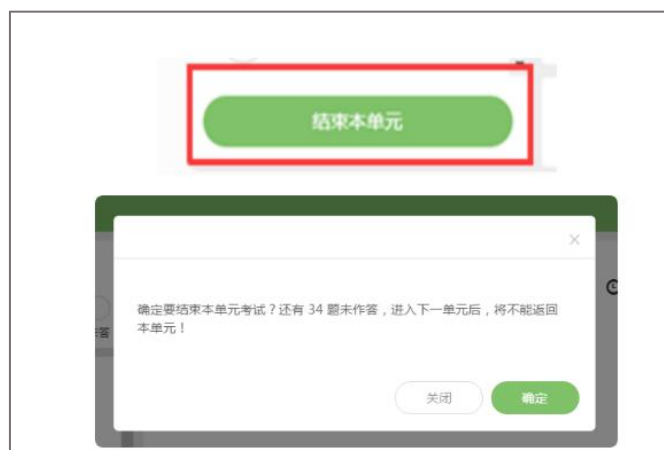 结束本单元
确定要结束本单元考试？还有 34 题未作答，进入下一单元后，将不能返回
本单元！
答
关闭
确定